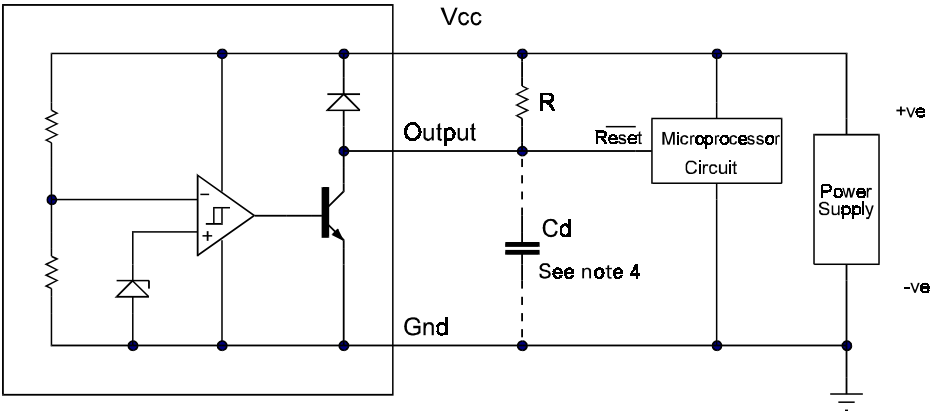 Vcc
R
+ve
Output
Reset
Microprocessor
Circuit
Power
Supply
−
+
Cd
See note 4
-ve
Gnd